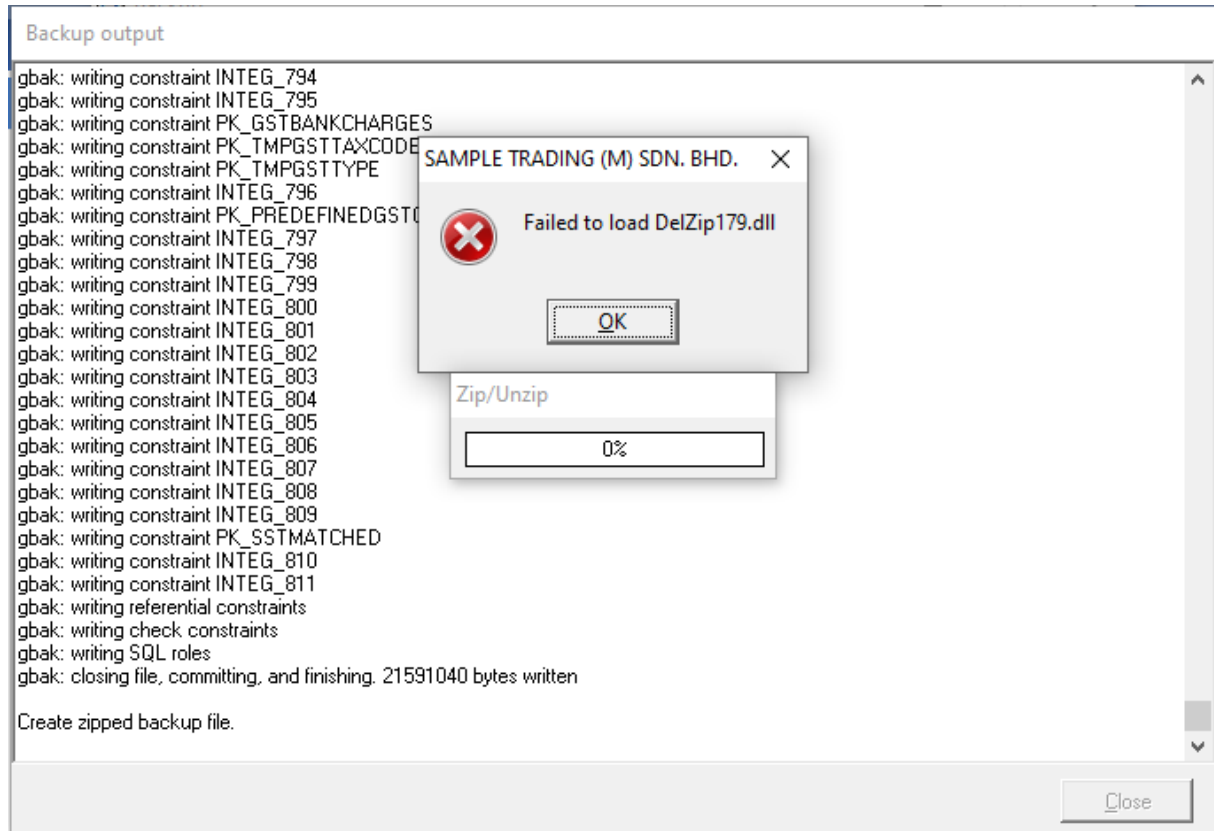 Backup output
gbak: writing constraint INTEG_794
gbak: writing constraint INTEG_795
gbak: writing constraint PK_GSTBANKCHARGES
gbak: writing constraint PK_TMPGSTTAXCODE
gbak: writing constraint PK_TMPGSTTYPE
gbak: writing constraint INTEG_796
gbak: writing constraint PK_PREDEFINEDGST
gbak: writing constraint INTEG_797
gbak: writing constraint INTEG_798
gbak: writing constraint INTEG_799
gbak: writing constraint INTEG_800
gbak: writing constraint INTEG_801
gbak: writing constraint INTEG_802
gbak: writing constraint INTEG_803
gbak: writing constraint INTEG_804
gbak: writing constraint INTEG_805
gbak: writing constraint INTEG_806
gbak: writing constraint INTEG_807
gbak: writing constraint INTEG_808
gbak: writing constraint INTEG_809
gbak: writing constraint PK_SSTMATCHED
gbak: writing constraint INTEG_810
gbak: writing constraint INTEG_811
gbak: writing referential constraints
gbak: writing check constraints
gbak: writing SQL roles
gbak: closing file, committing, and finishing. 21591040 bytes written
Create zipped backup file.
SAMPLE TRADING (M) SDN. BHD.
Failed to load DelZip179.dll
OK
Zip/Unzip
0%
Close